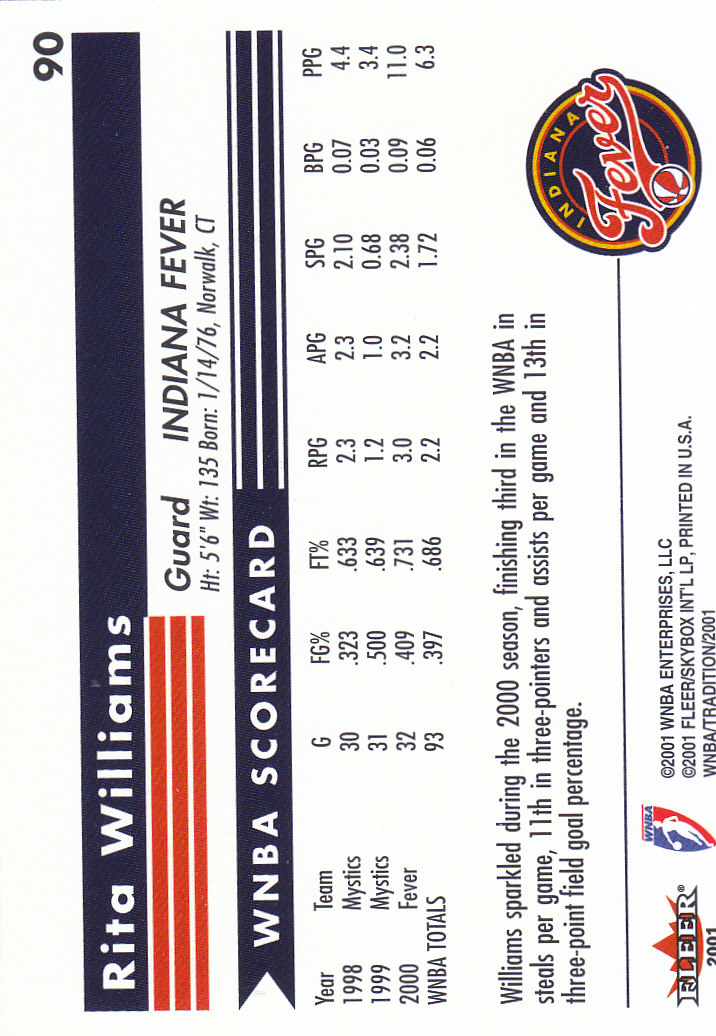 90
Rita Williams
Guard INDIANA FEVER
Ht: 5'6" Wt: 135 Born: 1/14/76, Norwalk, CT
WNBA SCORECARD
Year Team G FG% FT% RPG APG SPG BPG PPG
1998 Mystics 30 .323 .633 2.3 2.3 2.10 0.07 4.4
1999 Mystics 31 .500 .639 1.2 1.0 0.68 0.03 3.4
2000 Fever 32 .409 .731 3.0 3.2 2.38 0.09 11.0
WNBA TOTALS 93 .397 .686 2.2 2.2 1.72 0.06 6.3
Williams sparkled during the 2000 season, finishing third in the WNBA in
steals per game, 11th in three-pointers and assists per game and 13th in
three-point field goal percentage.
INDIANA
Fever
FLEER®
2001
WNBA
©2001 WNBA ENTERPRISES, LLC
©2001 FLEER/SKYBOX INT'L LP, PRINTED IN U.S.A.
WNBA/TRADITION/2001